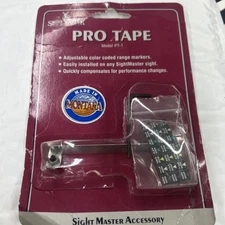 SightMaster
PRO TAPE
Model PT-1
• Adjustable color coded range markers.
• Easily installed on any SightMaster sight.
• Quickly compensates for performance changes.
MADE IN
MONTANA
SIGHT MASTER ACCESSORY